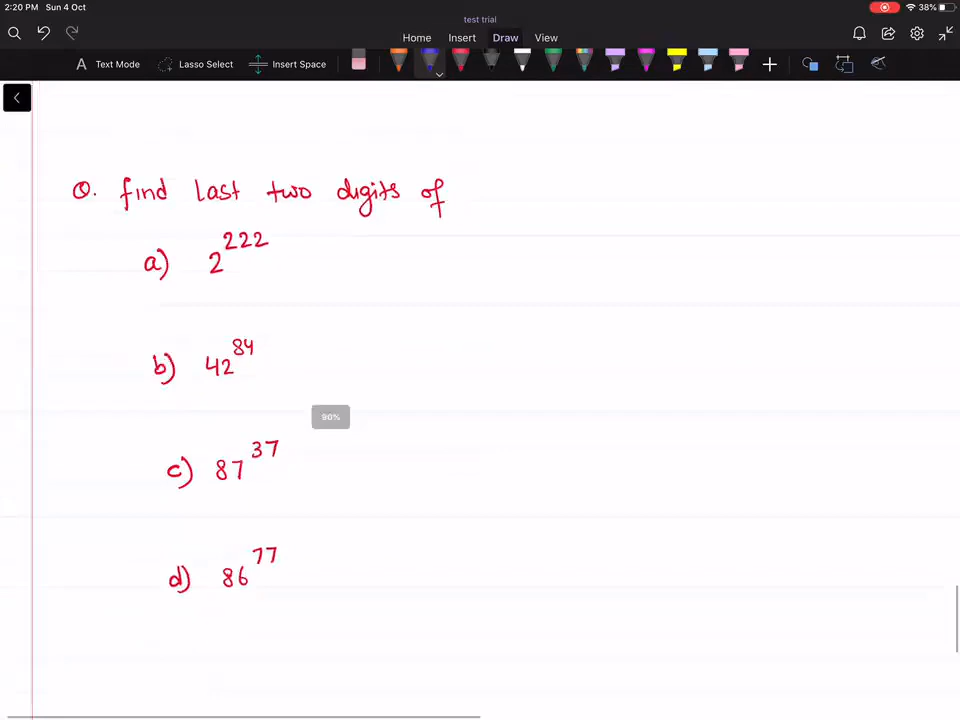 2:20 PM Sun 4 Oct
38%
test trial
Home Insert Draw View
Text Mode Lasso Select Insert Space
Q. find last two digits of
a) 2^222
b) 42^84
90%
c) 87^37
d) 86^77